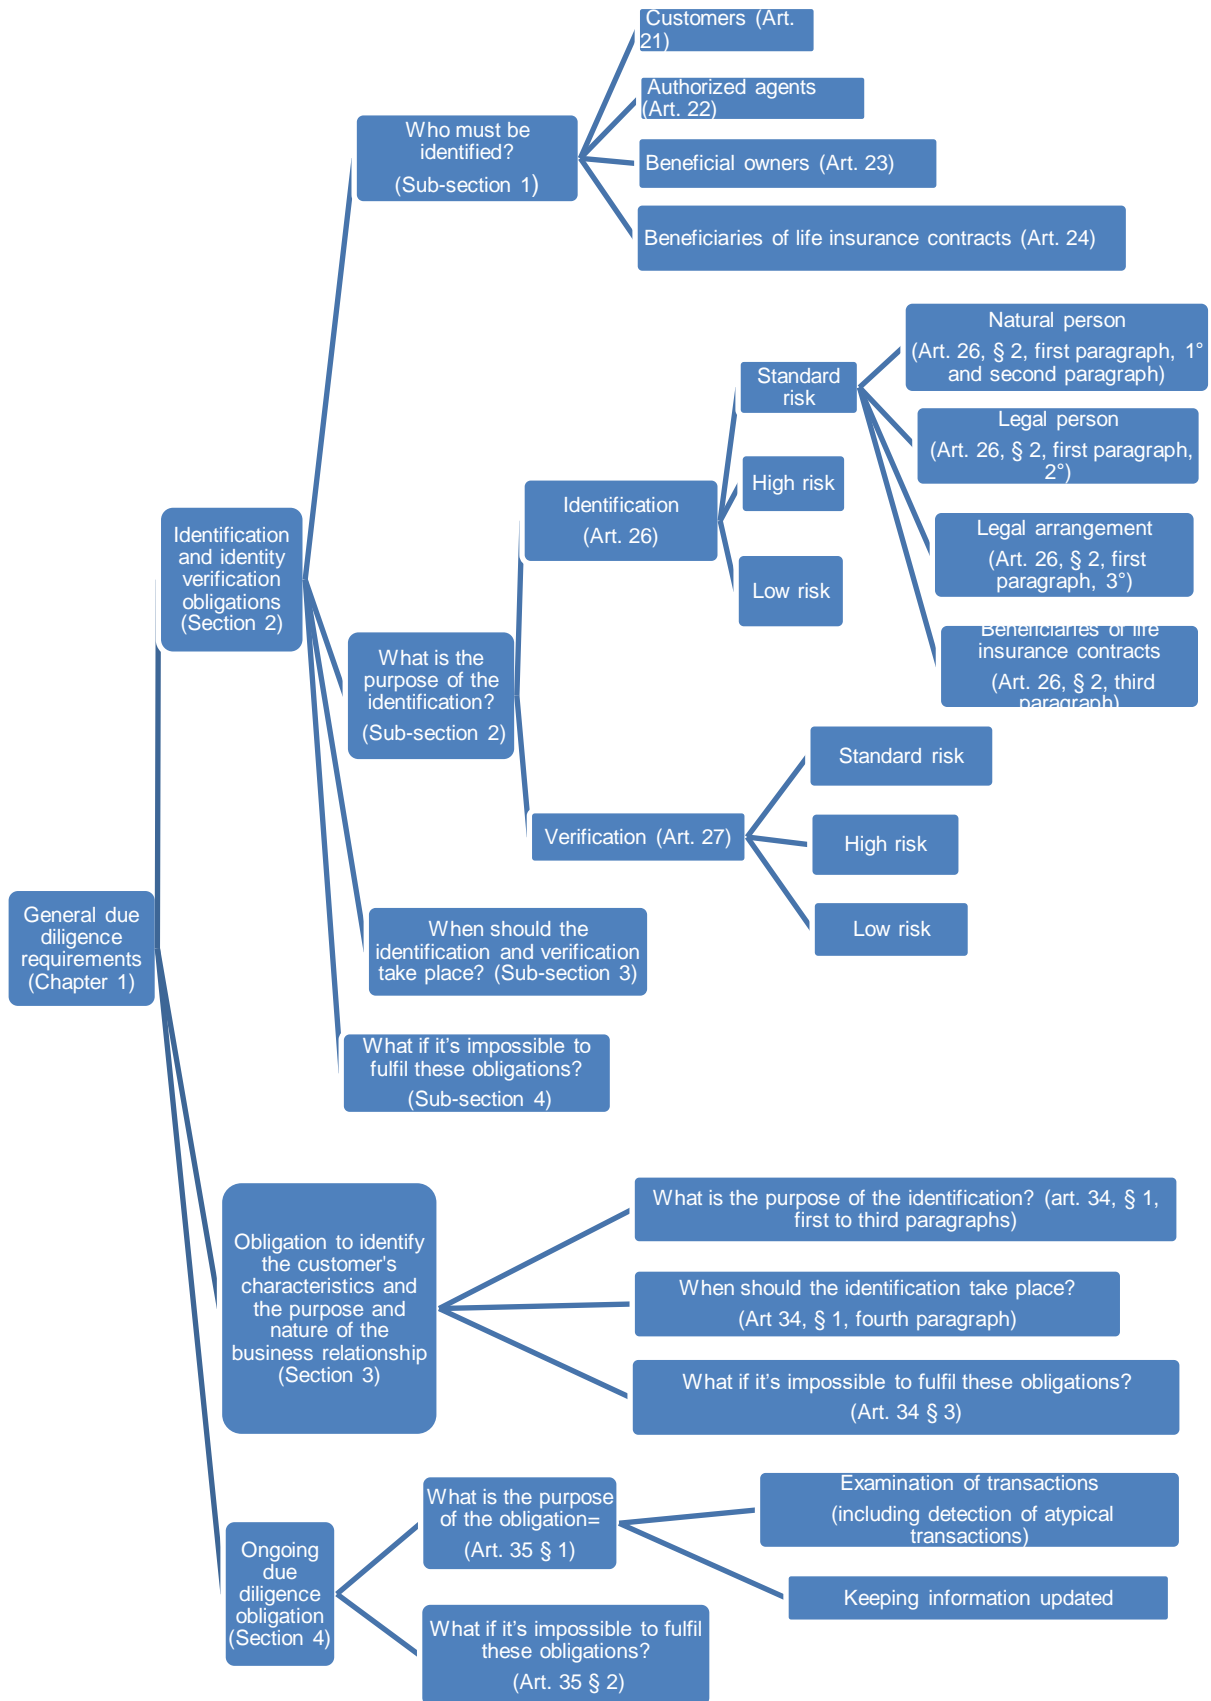 General due
diligence
requirements
(Chapter 1)
Identification
and identity
verification
obligations
(Section 2)
Who must be
identified?
(Sub-section 1)
Customers (Art.
21)
Authorized agents
(Art. 22)
Beneficial owners (Art. 23)
Beneficiaries of life insurance contracts (Art. 24)
What is the
purpose of the
identification?
(Sub-section 2)
Identification
(Art. 26)
Standard
risk
Natural person
(Art. 26, § 2, first paragraph, 1°
and second paragraph)
Legal person
(Art. 26, § 2, first paragraph,
2°)
Legal arrangement
(Art. 26, § 2, first
paragraph, 3°)
Beneficiaries of life
insurance contracts
(Art. 26, § 2, third
paragraph)
High risk
Low risk
Verification (Art. 27)
Standard risk
High risk
Low risk
When should the
identification and verification
take place? (Sub-section 3)
What if it’s impossible to
fulfil these obligations?
(Sub-section 4)
Obligation to identify
the customer's
characteristics and
the purpose and
nature of the
business relationship
(Section 3)
What is the purpose of the identification? (art. 34, § 1,
first to third paragraphs)
When should the identification take place?
(Art 34, § 1, fourth paragraph)
What if it’s impossible to fulfil these obligations?
(Art. 34 § 3)
Ongoing
due
diligence
obligation
(Section 4)
What is the purpose
of the obligation=
(Art. 35 § 1)
Examination of transactions
(including detection of atypical
transactions)
Keeping information updated
What if it’s impossible to fulfil
these obligations?
(Art. 35 § 2)